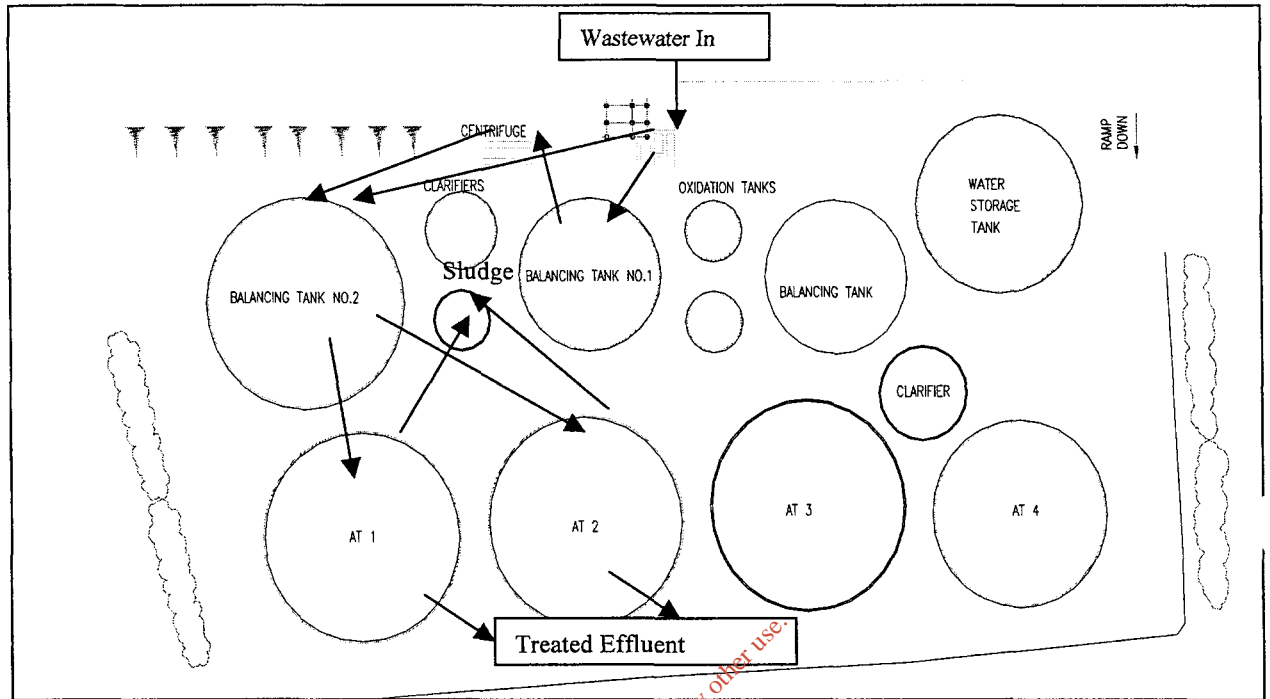 Wastewater In
CENTRIFUGE
RAMP
DOWN
CLARIFIERS
OXIDATION TANKS
WATER
STORAGE
TANK
Sludge
BALANCING TANK NO.1
BALANCING TANK NO.2
BALANCING TANK
CLARIFIER
AT 1
AT 2
AT 3
AT 4
Treated Effluent
other use.